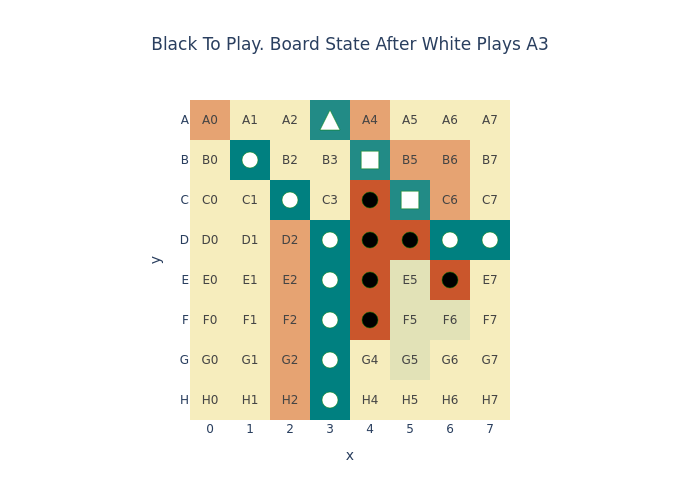 Black To Play. Board State After White Plays A3
A A0 A1 A2 A4 A5 A6 A7
B B0 B2 B3 B5 B6 B7
C C0 C1 C3 C6 C7
D D0 D1 D2
E E0 E1 E2 E5 E7
F F0 F1 F2 F5 F6 F7
G G0 G1 G2 G4 G5 G6 G7
H H0 H1 H2 H4 H5 H6 H7
0 1 2 3 4 5 6 7
y
x